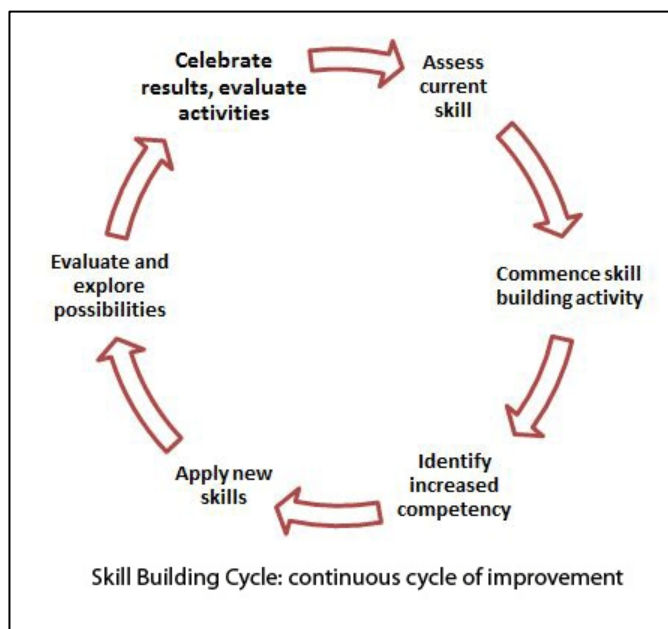 Celebrate
results, evaluate
activities
Assess
current
skill
Commence skill
building activity
Identify
increased
competency
Apply new
skills
Evaluate and
explore
possibilities
Skill Building Cycle: continuous cycle of improvement